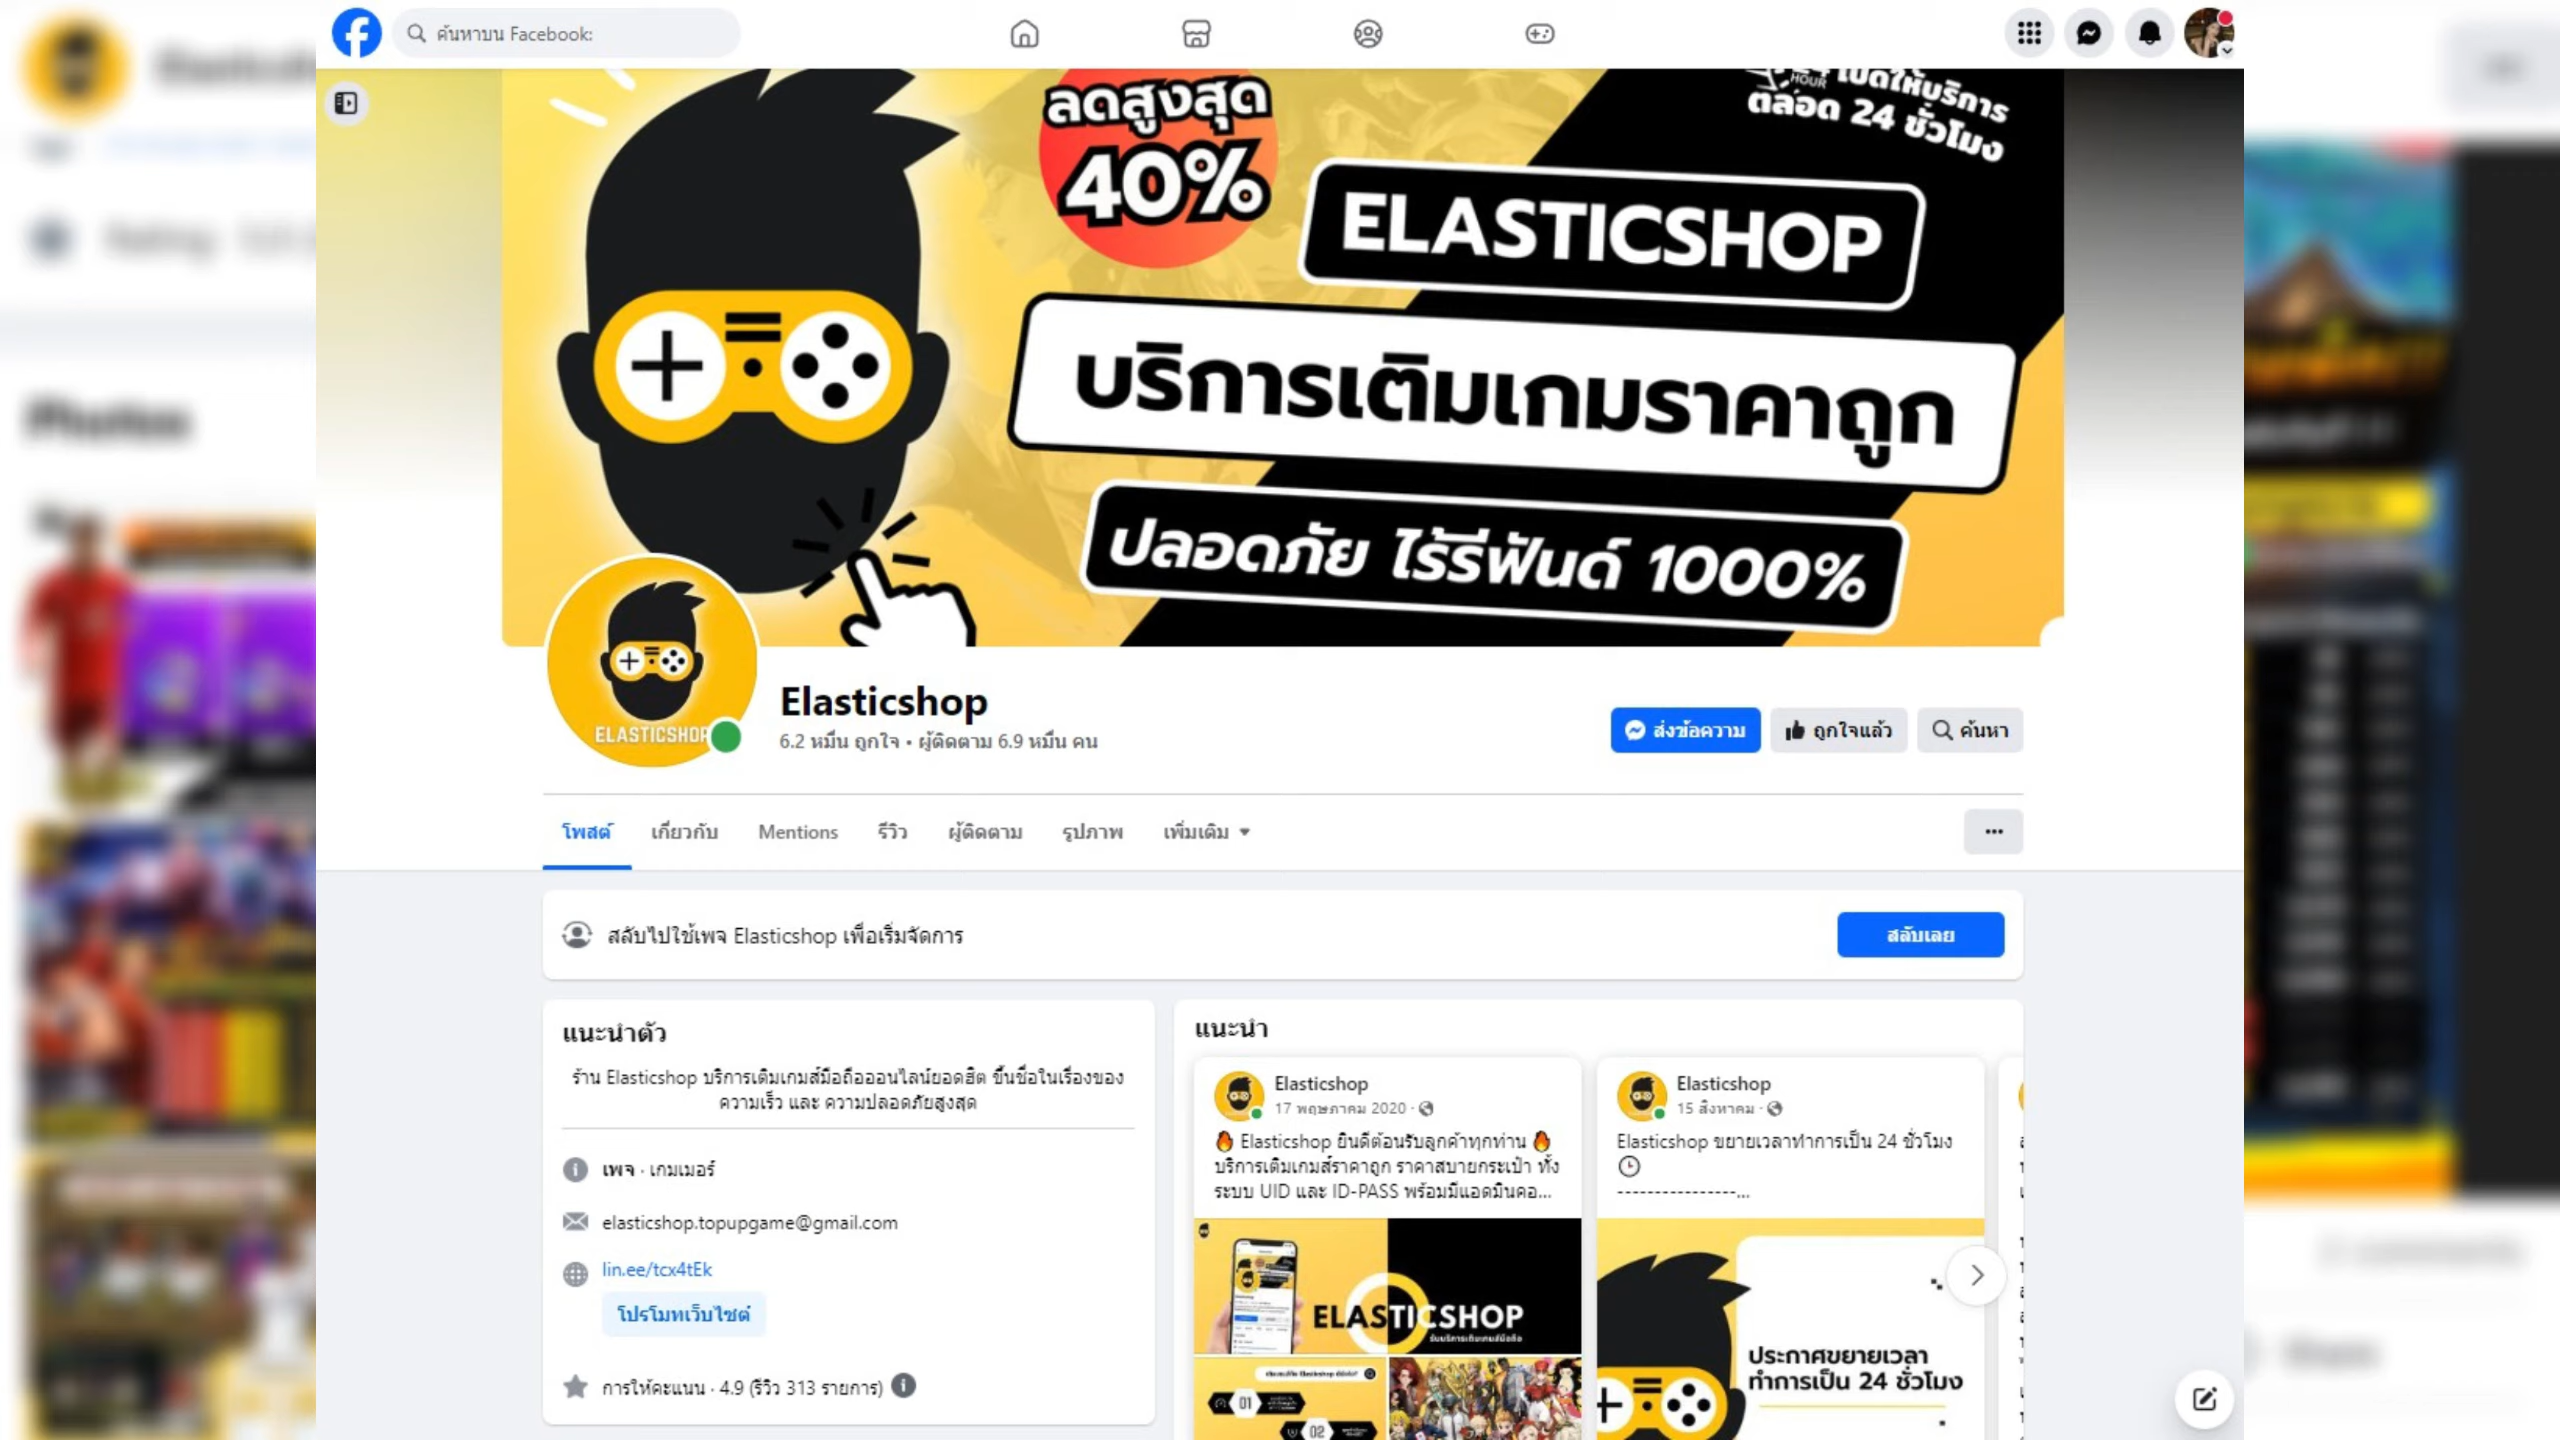 ค้นหาบน Facebook:
ลดสูงสุด
40%
HOUR
เปิดให้บริการ
ตลอด 24 ชั่วโมง
ELASTICSHOP
บริการเติมเกมราคาถูก
ปลอดภัย ไร้รีฟันด์ 1000%
ELASTICSHOP
Elasticshop
6.2 หมื่น ถูกใจ • ผู้ติดตาม 6.9 หมื่น คน
ส่งข้อความ
ถูกใจแล้ว
ค้นหา
โพสต์
เกี่ยวกับ
Mentions
รีวิว
ผู้ติดตาม
รูปภาพ
เพิ่มเติม
สลับไปใช้เพจ Elasticshop เพื่อเริ่มจัดการ
สลับเลย
แนะนำตัว
ร้าน Elasticshop บริการเติมเกมส์มือถือออนไลน์ยอดฮิต ขึ้นชื่อในเรื่องของ
ความเร็ว และ ความปลอดภัยสูงสุด
เพจ · เกมเมอร์
elasticshop.topupgame@gmail.com
lin.ee/tcx4tEk
โปรโมทเว็บไซต์
การให้คะแนน · 4.9 (รีวิว 313 รายการ)
แนะนำ
Elasticshop
17 พฤษภาคม 2020 ·
🔥 Elasticshop ยินดีต้อนรับลูกค้าทุกท่าน 🔥
บริการเติมเกมส์ราคาถูก ราคาสบายกระเป๋า ทั้ง
ระบบ UID และ ID-PASS พร้อมมีแอดมินคอ...
ELASTICSHOP
รับบริการเติมเกมส์มือถือ
01
02
Elasticshop
15 สิงหาคม ·
Elasticshop ขยายเวลาทำการเป็น 24 ชั่วโมง
🕒
----------------...
ประกาศขยายเวลา
ทำการเป็น 24 ชั่วโมง
Photos